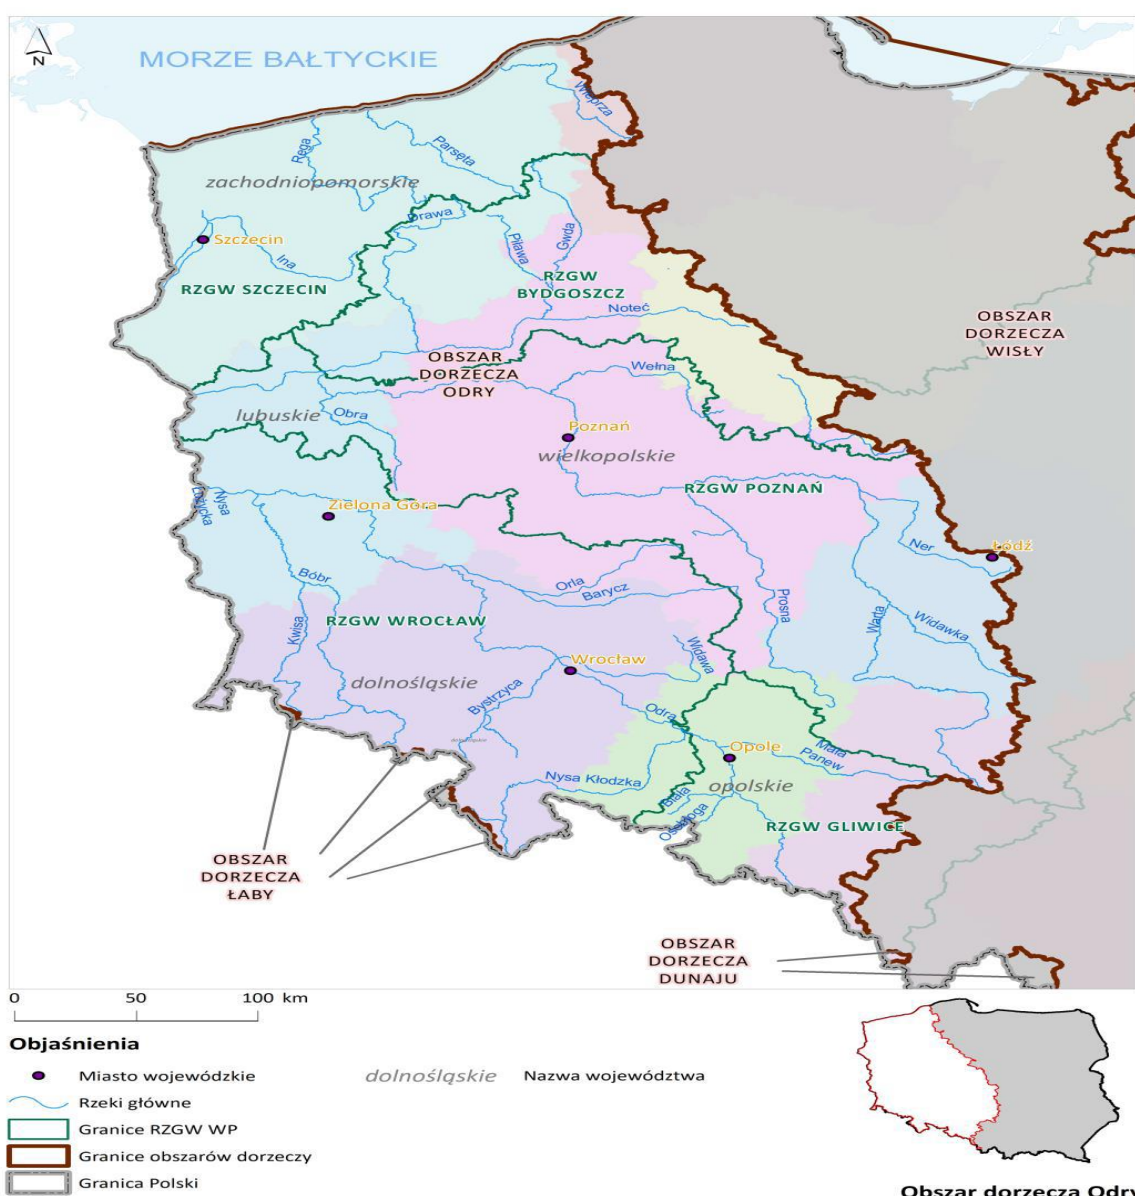 N
MORZE BAŁTYCKIE
Wieprza
Rega
Parsęta
zachodniopomorskie
Drawa
Szczecin
Ina
Piława
Gwda
RZGW SZCZECIN
RZGW
BYDGOSZCZ
Noteć
OBSZAR
DORZECZA
WISŁY
OBSZAR
DORZECZA
ODRY
Wełna
lubuskie
Obra
Poznań
wielkopolskie
RZGW POZNAŃ
Nysa
Łużycka
Zielona Góra
Ner
Łódź
Bóbr
Orla
Barycz
Prosna
Warta
Widawka
Kwisa
RZGW WROCŁAW
Widawa
Wrocław
dolnośląskie
Bystrzyca
Odra
dolnośląskie
Opole
Mała
Panew
Nysa Kłodzka
opolskie
Biała
Osobłoga
RZGW GLIWICE
OBSZAR
DORZECZA
ŁABY
OBSZAR
DORZECZA
DUNAJU
0 50 100 km
Objaśnienia
Miasto wojewódzkie
dolnośląskie Nazwa województwa
Rzeki główne
Granice RZGW WP
Granice obszarów dorzeczy
Granica Polski
Obszar dorzecza Odry